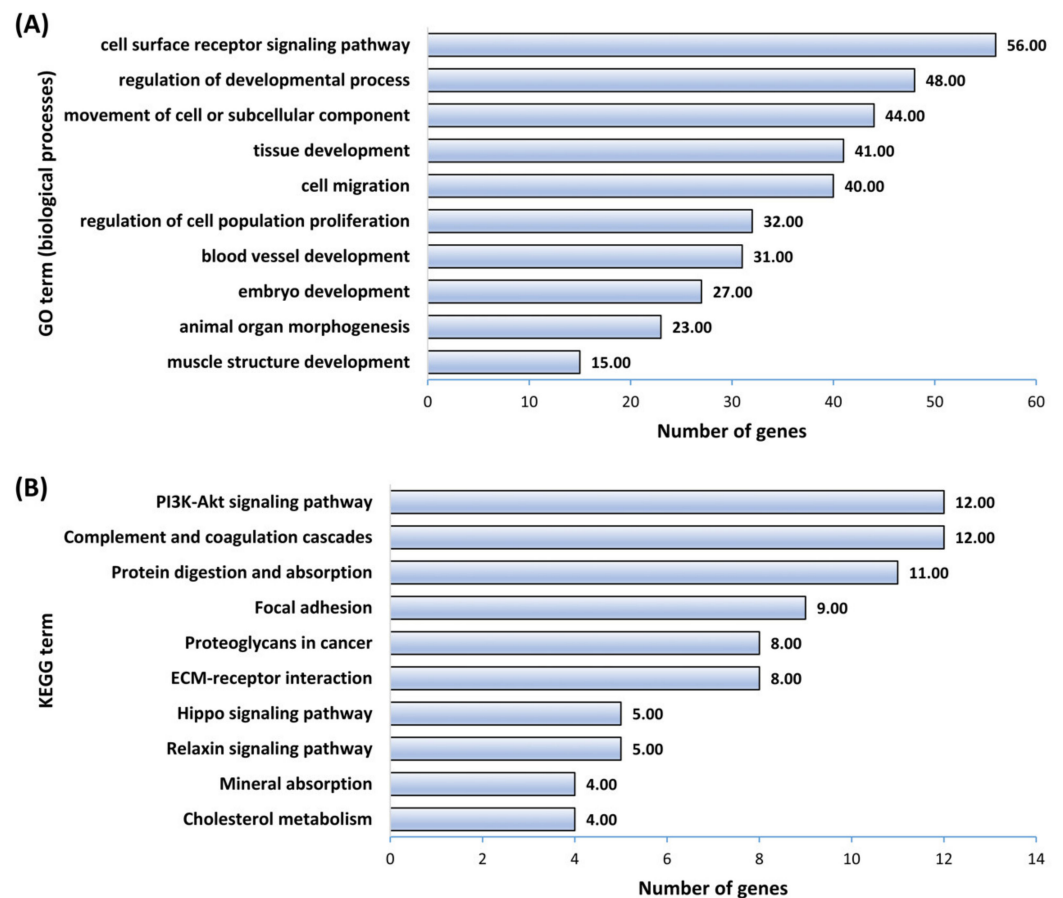 (A)
GO term (biological processes)
cell surface receptor signaling pathway 56.00
regulation of developmental process 48.00
movement of cell or subcellular component 44.00
tissue development 41.00
cell migration 40.00
regulation of cell population proliferation 32.00
blood vessel development 31.00
embryo development 27.00
animal organ morphogenesis 23.00
muscle structure development 15.00
0 10 20 30 40 50 60
Number of genes
(B)
KEGG term
PI3K-Akt signaling pathway 12.00
Complement and coagulation cascades 12.00
Protein digestion and absorption 11.00
Focal adhesion 9.00
Proteoglycans in cancer 8.00
ECM-receptor interaction 8.00
Hippo signaling pathway 5.00
Relaxin signaling pathway 5.00
Mineral absorption 4.00
Cholesterol metabolism 4.00
0 2 4 6 8 10 12 14
Number of genes